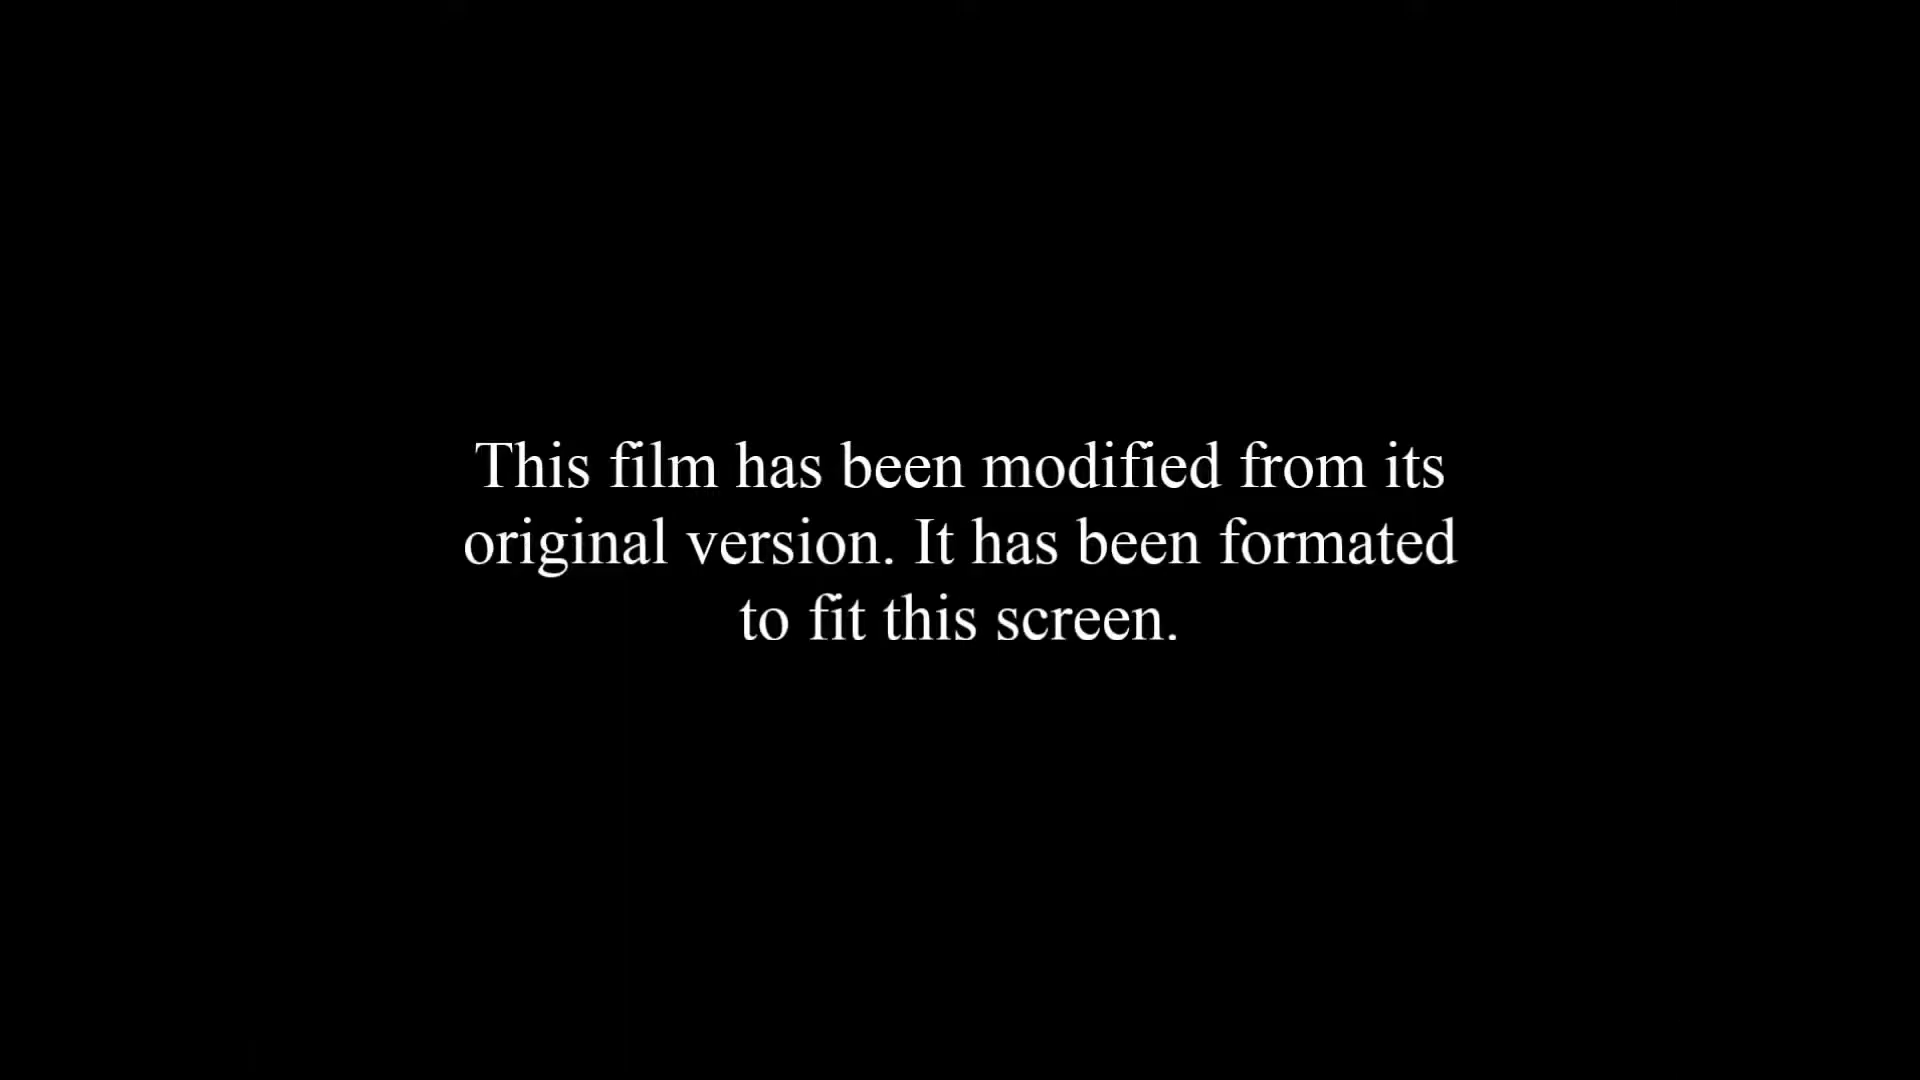 This film has been modified from its
original version. It has been formated
to fit this screen.